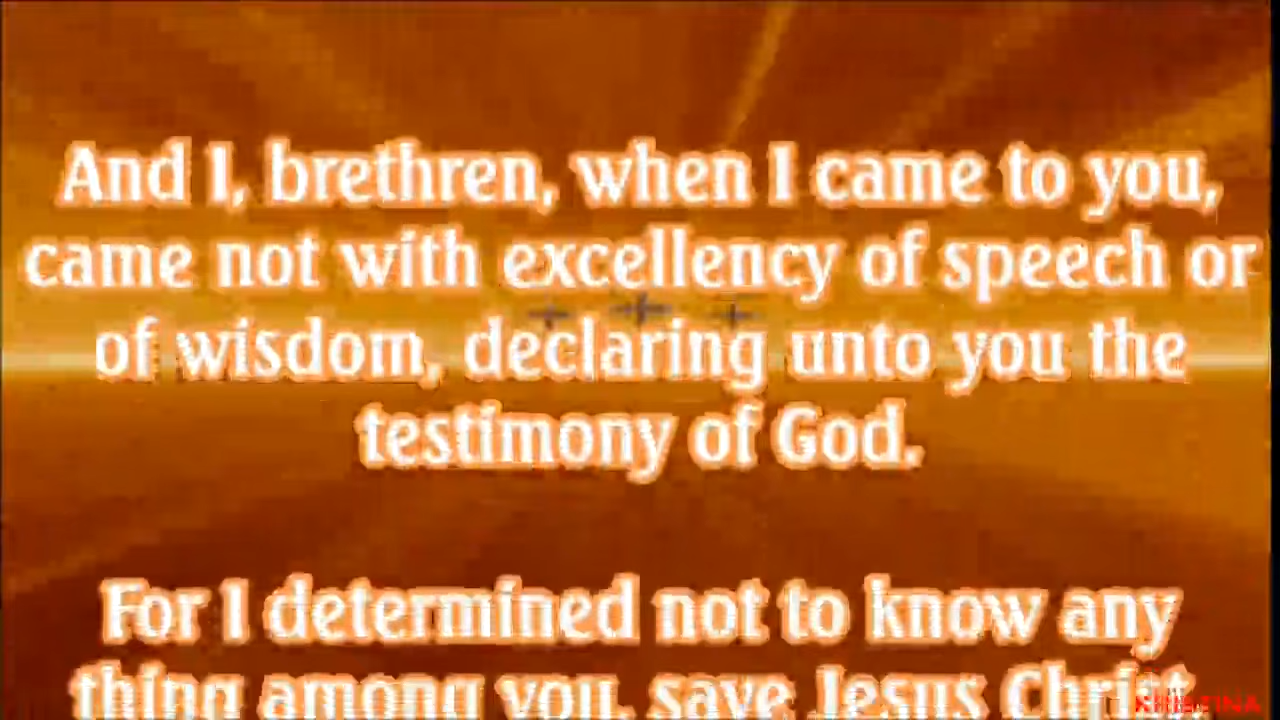 And I, brethren, when I came to you,
came not with excellency of speech or
of wisdom, declaring unto you the
testimony of God.
For I determined not to know any
thing among you, save Jesus Christ
KHRISTINA